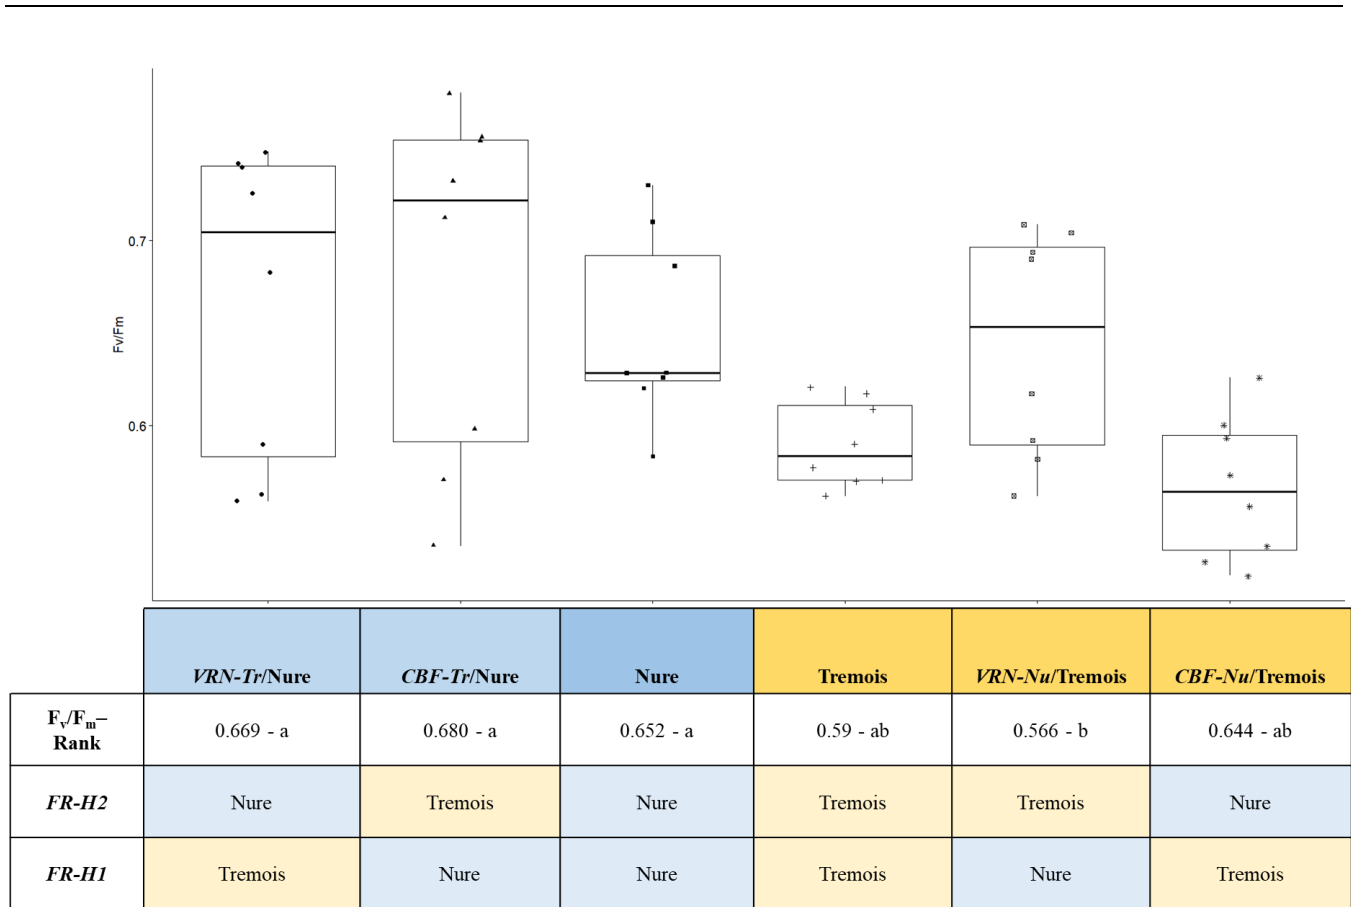 0.7
Fv/Fm
0.6
VRN-Tr/Nure CBF-Tr/Nure Nure Tremois VRN-Nu/Tremois CBF-Nu/Tremois
Fv/Fm–
Rank
0.669 - a 0.680 - a 0.652 - a 0.59 - ab 0.566 - b 0.644 - ab
FR-H2 Nure Tremois Nure Tremois Tremois Nure
FR-H1 Tremois Nure Nure Tremois Nure Tremois